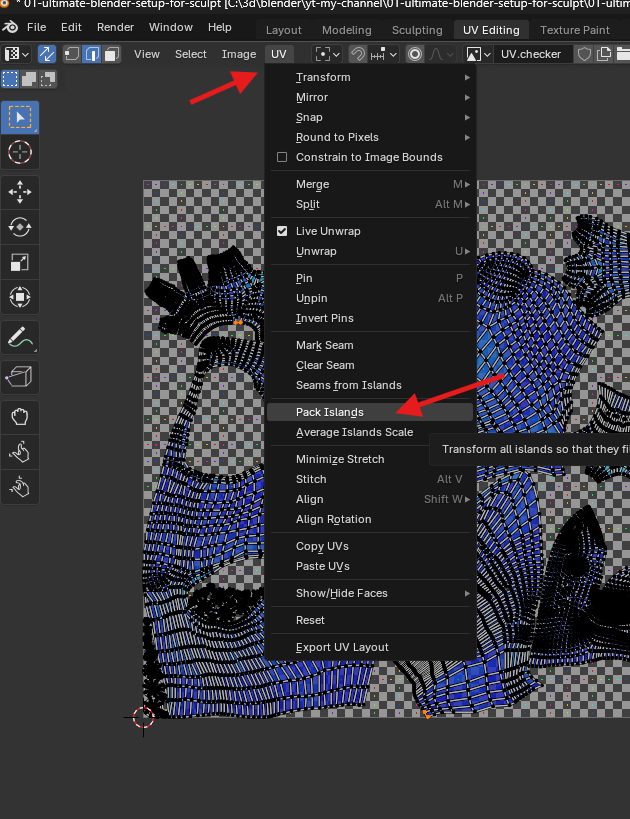 * 01-ultimate-blender-setup-for-sculpt [C:\3d\blender\yt-my-channel\01-ultimate-blender-setup-for-sculpt\01-ultim
File Edit Render Window Help Layout Modeling Sculpting UV Editing Texture Paint
View Select Image UV UV.checker
Transform
Mirror
Snap
Round to Pixels
Constrain to Image Bounds
Merge M
Split Alt M
Live Unwrap
Unwrap U
Pin P
Unpin Alt P
Invert Pins
Mark Seam
Clear Seam
Seams from Islands
Pack Islands
Average Islands Scale
Transform all islands so that they fi
Minimize Stretch
Stitch Alt V
Align Shift W
Align Rotation
Copy UVs
Paste UVs
Show/Hide Faces
Reset
Export UV Layout